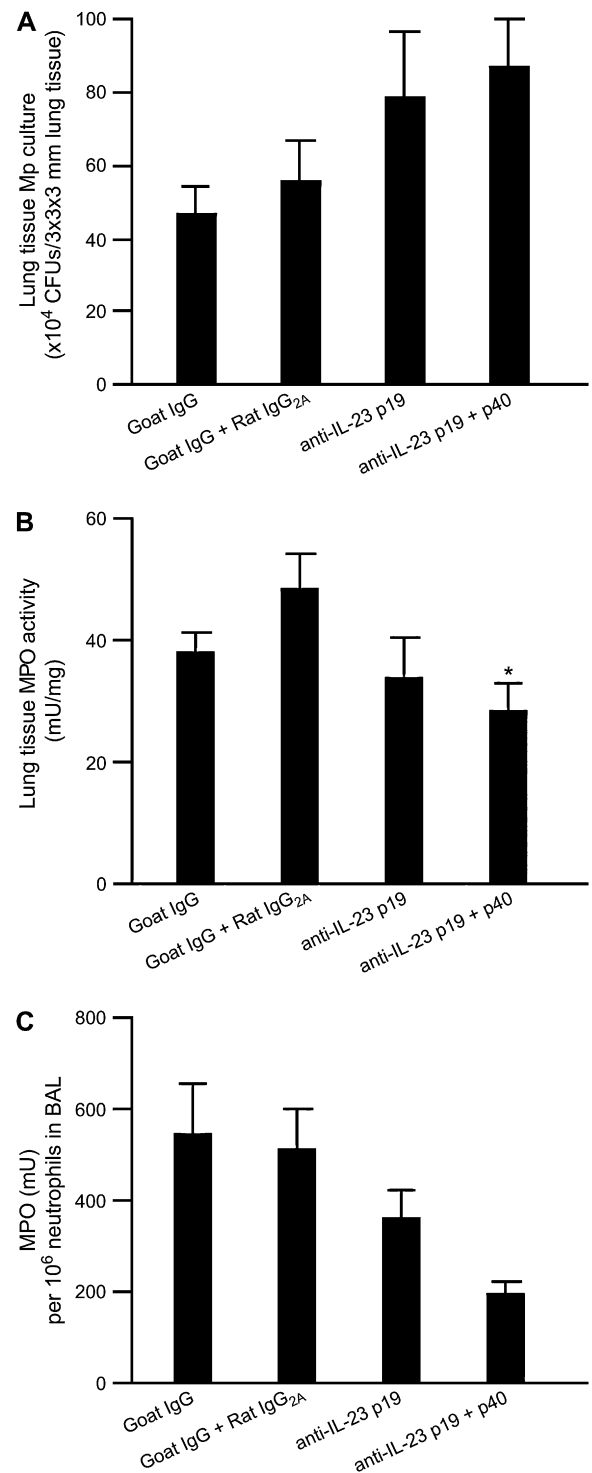 A
Lung tissue Mp culture
(x10⁴ CFUs/3x3x3 mm lung tissue)
100
80
60
40
20
0
Goat IgG
Goat IgG + Rat IgG₂A
anti-IL-23 p19
anti-IL-23 p19 + p40
B
Lung tissue MPO activity
(mU/mg)
60
40
20
0
*
Goat IgG
Goat IgG + Rat IgG₂A
anti-IL-23 p19
anti-IL-23 p19 + p40
C
MPO (mU)
per 10⁶ neutrophils in BAL
800
600
400
200
0
Goat IgG
Goat IgG + Rat IgG₂A
anti-IL-23 p19
anti-IL-23 p19 + p40